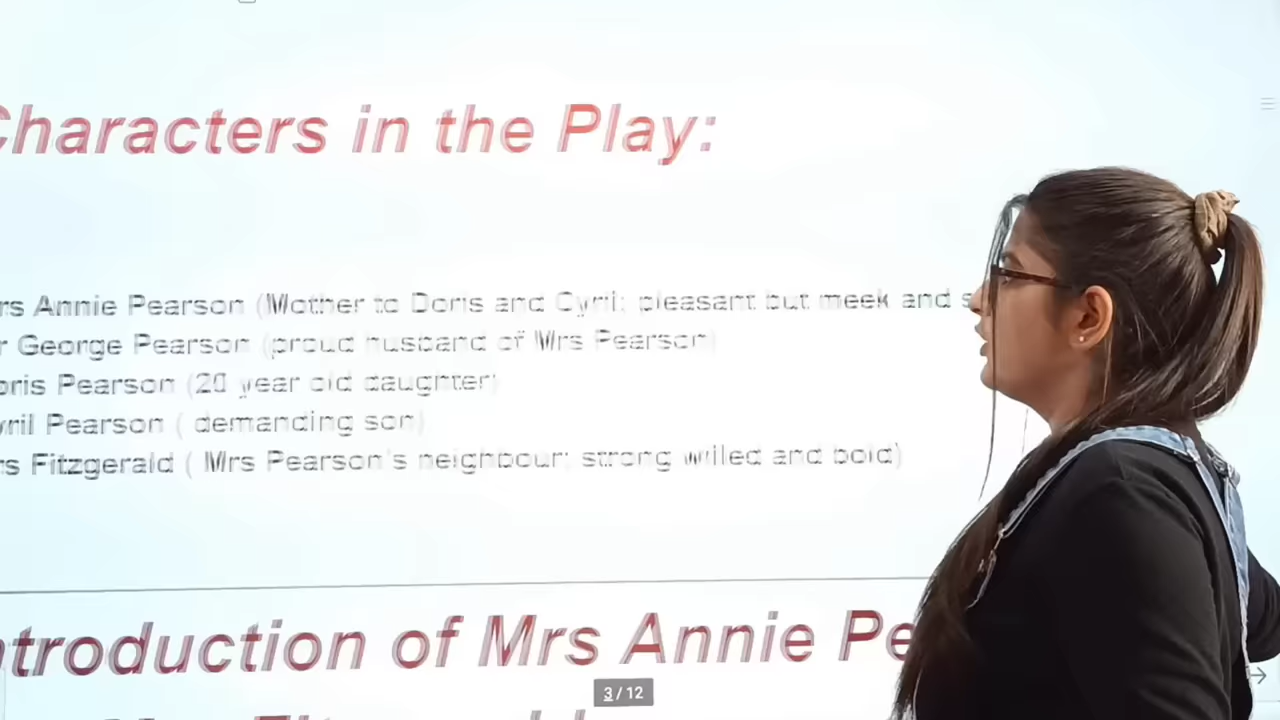 Characters in the Play:
rs Annie Pearson (Mother to Doris and Cyril: pleasant but meek and s
r George Pearson (proud husband of Mrs Pearson)
oris Pearson (20 year old daughter)
yril Pearson ( demanding son)
rs Fitzgerald ( Mrs Pearson's neighbour: strong willed and bold)
ntroduction of Mrs Annie Pe
3 / 12